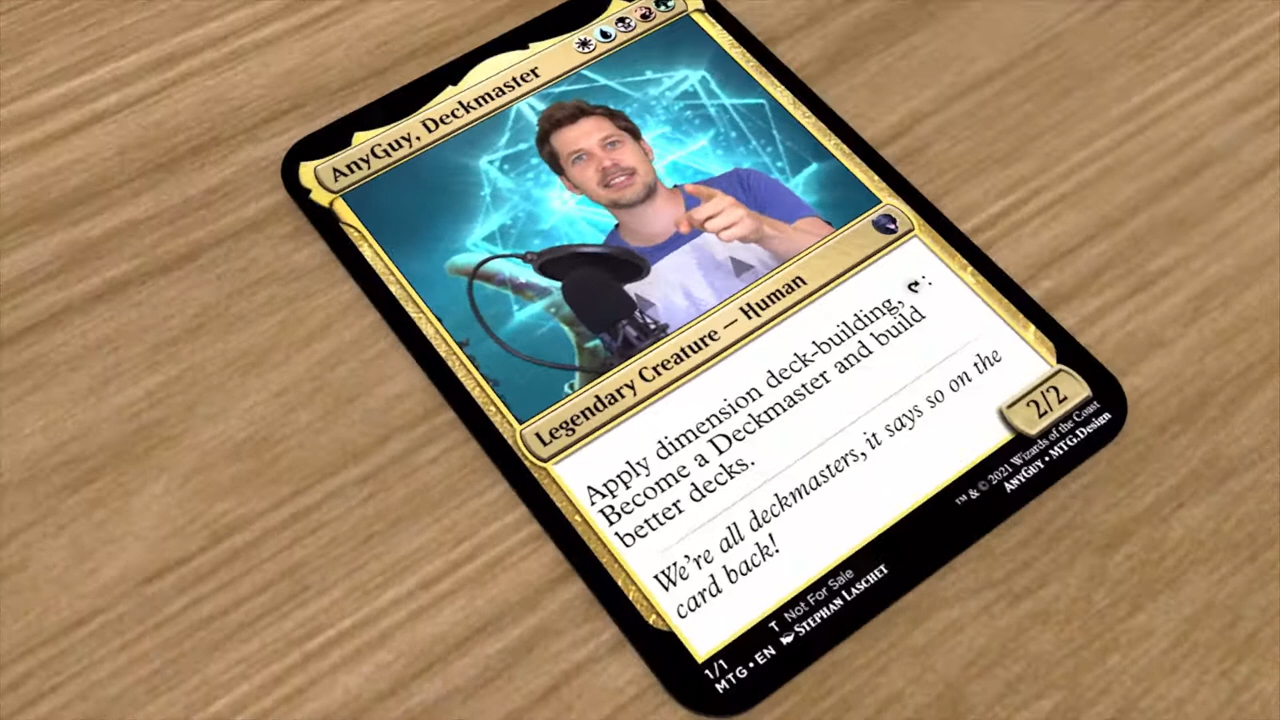 AnyGuy, Deckmaster
Legendary Creature – Human
Apply dimension deck-building, :
Become a Deckmaster and build
better decks.
We're all deckmasters, it says so on the
card back!
2/2
1/1 T Not For Sale ™ & © 2021 Wizards of the Coast
MTG • EN STEPHAN LASCHET ANYGUY • MTG.DESIGN